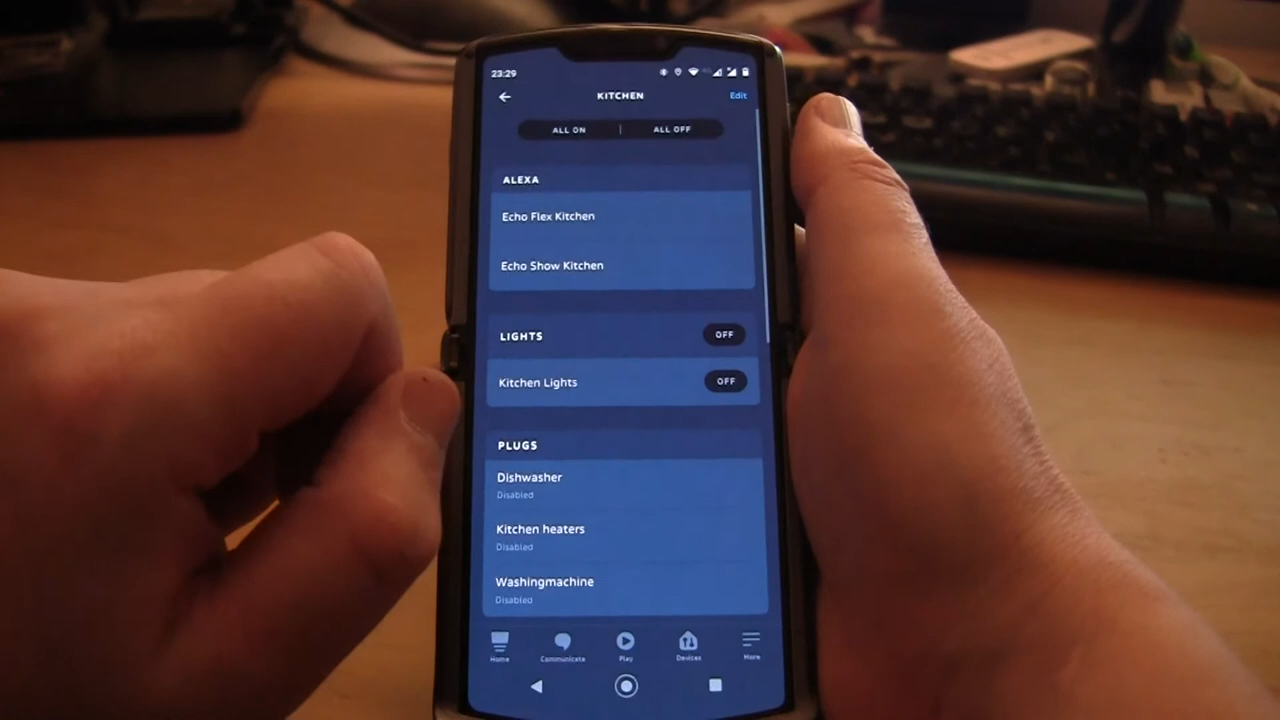 23:29
KITCHEN
Edit
ALL ON | ALL OFF
ALEXA
Echo Flex Kitchen
Echo Show Kitchen
LIGHTS
OFF
Kitchen Lights
OFF
PLUGS
Dishwasher
Disabled
Kitchen heaters
Disabled
Washingmachine
Disabled
Home
Communicate
Play
Devices
More